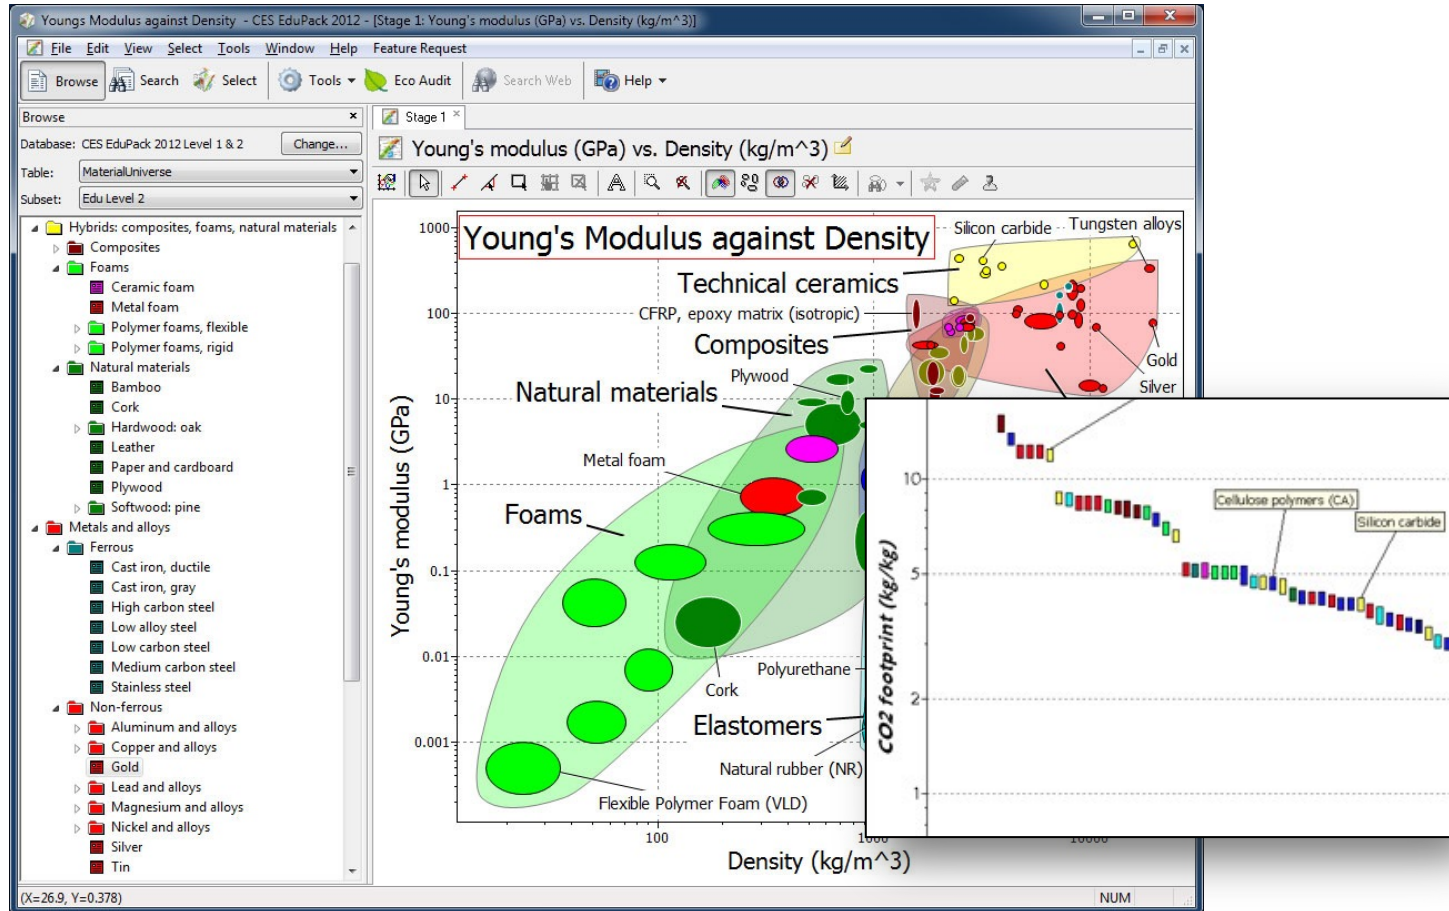 Youngs Modulus against Density - CES EduPack 2012 - [Stage 1: Young's modulus (GPa) vs. Density (kg/m^3)]
File Edit View Select Tools Window Help Feature Request
Browse Search Select Tools Eco Audit Search Web Help
Browse
Database: CES EduPack 2012 Level 1 & 2 Change...
Table: MaterialUniverse
Subset: Edu Level 2
Hybrids: composites, foams, natural materials
Composites
Foams
Ceramic foam
Metal foam
Polymer foams, flexible
Polymer foams, rigid
Natural materials
Bamboo
Cork
Hardwood: oak
Leather
Paper and cardboard
Plywood
Softwood: pine
Metals and alloys
Ferrous
Cast iron, ductile
Cast iron, gray
High carbon steel
Low alloy steel
Low carbon steel
Medium carbon steel
Stainless steel
Non-ferrous
Aluminum and alloys
Copper and alloys
Gold
Lead and alloys
Magnesium and alloys
Nickel and alloys
Silver
Tin
Stage 1
Young's modulus (GPa) vs. Density (kg/m^3)
Young's Modulus against Density
Silicon carbide
Tungsten alloys
Technical ceramics
CFRP, epoxy matrix (isotropic)
Composites
Gold
Silver
Plywood
Natural materials
Metal foam
Foams
Cork
Polyurethane
Elastomers
Natural rubber (NR)
Flexible Polymer Foam (VLD)
1000
100
10
1
0.1
0.01
0.001
Young's modulus (GPa)
100
1000
10000
Density (kg/m^3)
Cellulose polymers (CA)
Silicon carbide
10
5
2
1
CO2 footprint (kg/kg)
(X=26.9, Y=0.378)
NUM